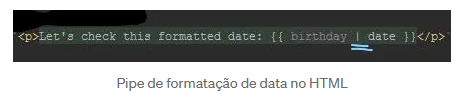 <p>Let's check this formatted date: {{ birthday | date }}</p>
Pipe de formatação de data no HTML